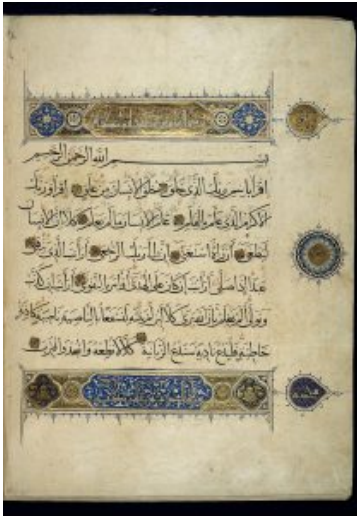 بسم الله الرحمن الرحيم
اقرا باسم ربك الذي خلق خلق الانسان من علق اقرا وربك
الاكرم الذي علم بالقلم علم الانسان ما لم يعلم كلا ان الانسان
ليطغى ان راه استغنى ان الى ربك الرجعى ارايت الذي ينهى
عبدا اذا صلى ارايت ان كان على الهدى او امر بالتقوى ارايت ان كذب
وتولى الم يعلم بان الله يرى كلا لئن لم ينته لنسفعا بالناصية ناصية كاذبة
خاطئة فليدع ناديه سندع الزبانية كلا لا تطعه واسجد واقترب